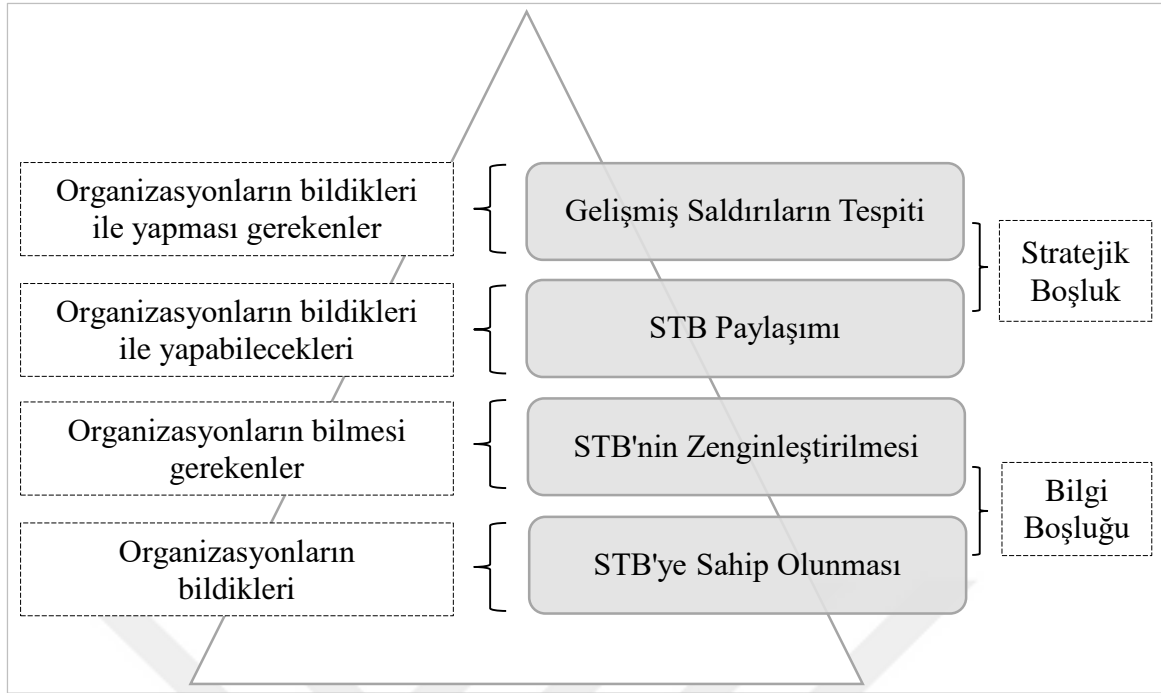 Organizasyonların bildikleri
ile yapması gerekenler
Gelişmiş Saldırıların Tespiti
Stratejik
Boşluk
Organizasyonların bildikleri
ile yapabilecekleri
STB Paylaşımı
Organizasyonların bilmesi
gerekenler
STB'nin Zenginleştirilmesi
Bilgi
Boşluğu
Organizasyonların
bildikleri
STB'ye Sahip Olunması